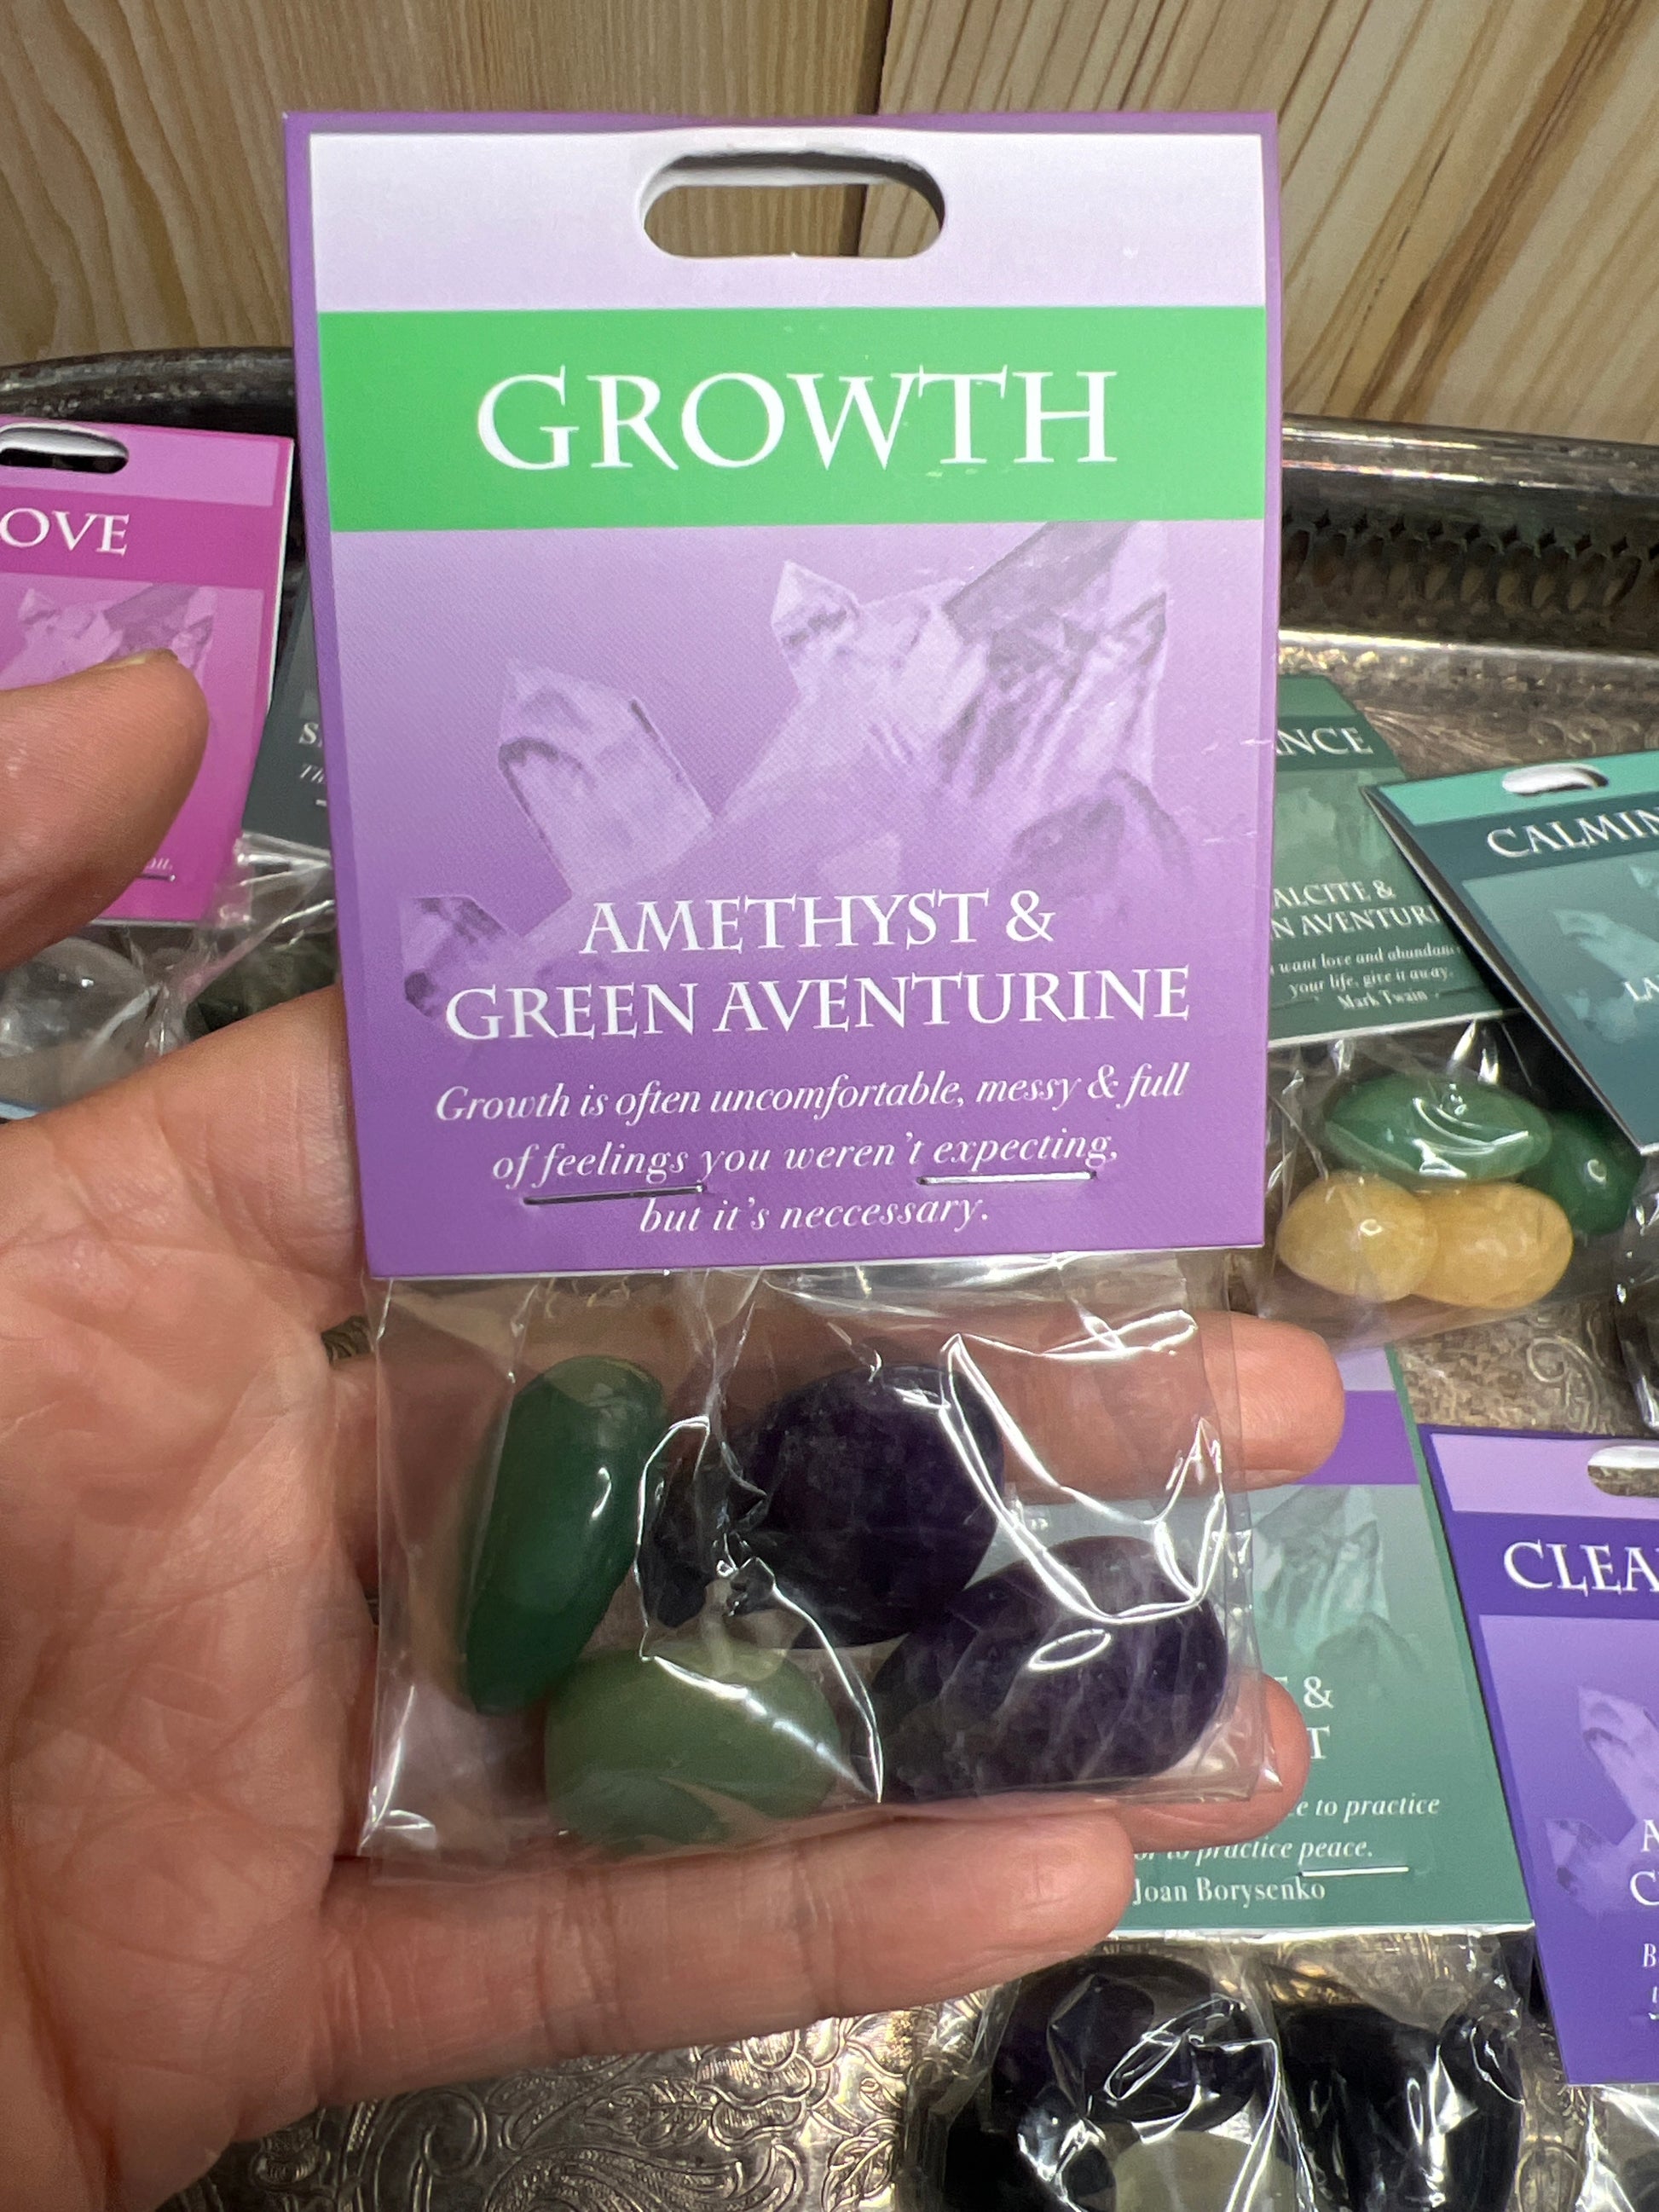 GROWTH
AMETHYST &
GREEN AVENTURINE
Growth is often uncomfortable, messy & full
of feelings you weren't expecting,
but it's neccessary.
OVE
NCE
ALCITE &
N AVENTURI
want love and abundance
your life, give it away.
Mark Twain
CALMIN
LA
&
T
to practice
practice peace.
Joan Borysenko
CLEA
A
C
B